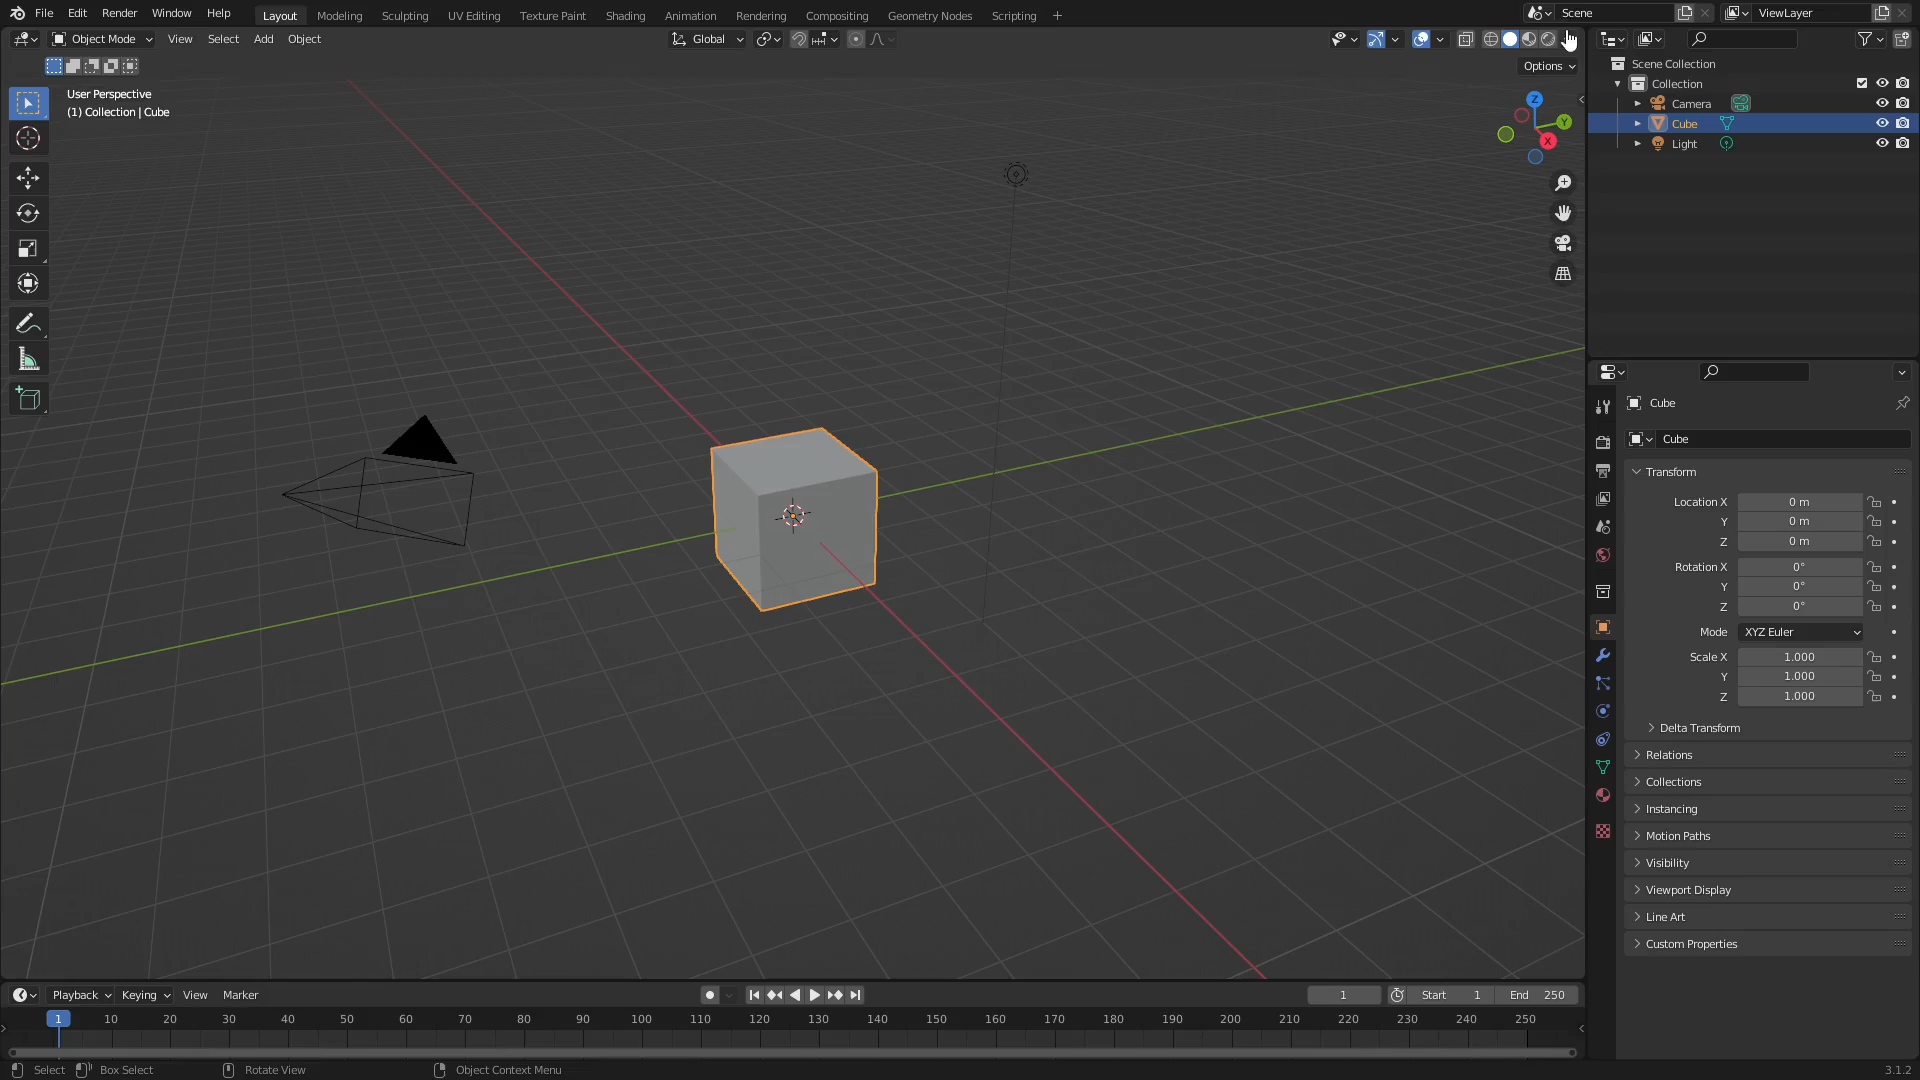 File Edit Render Window Help Layout Modeling Sculpting UV Editing Texture Paint Shading Animation Rendering Compositing Geometry Nodes Scripting + Scene ViewLayer
Object Mode View Select Add Object Global
Options
User Perspective
(1) Collection | Cube
Z
Y
X
Scene Collection
Collection
Camera
Cube
Light
Cube
Cube
Transform
Location X 0 m
Y 0 m
Z 0 m
Rotation X 0°
Y 0°
Z 0°
Mode XYZ Euler
Scale X 1.000
Y 1.000
Z 1.000
Delta Transform
Relations
Collections
Instancing
Motion Paths
Visibility
Viewport Display
Line Art
Custom Properties
Playback Keying View Marker 1 Start 1 End 250
1 10 20 30 40 50 60 70 80 90 100 110 120 130 140 150 160 170 180 190 200 210 220 230 240 250
Select Box Select Rotate View Object Context Menu 3.1.2